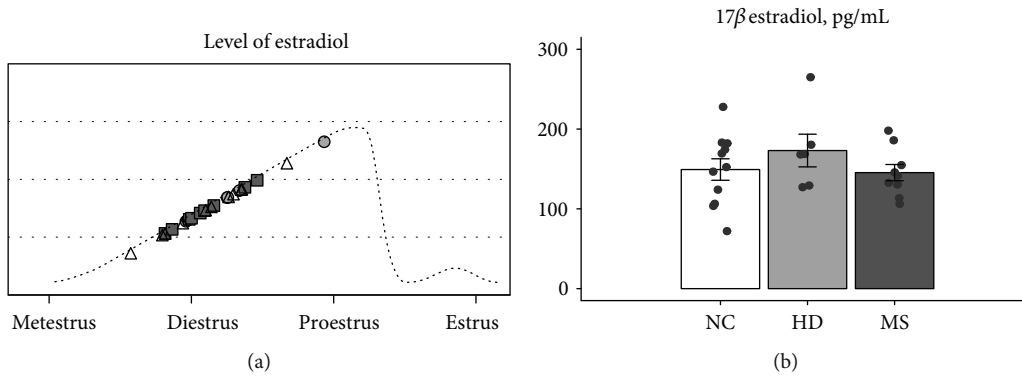 Level of estradiol
Metestrus Diestrus Proestrus Estrus
(a)
17β estradiol, pg/mL
300
200
100
0
NC HD MS
(b)